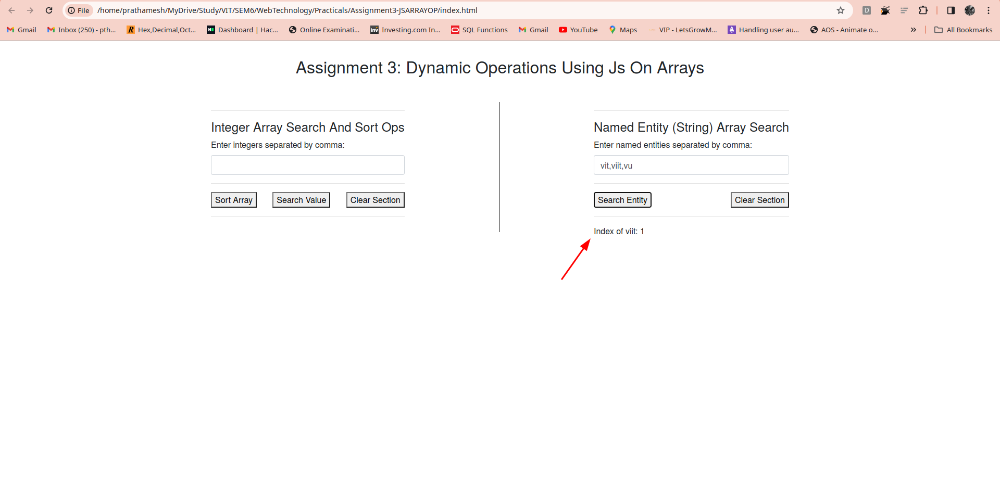 File /home/prathamesh/MyDrive/Study/VIT/SEM6/WebTechnology/Practicals/Assignment3-JSARRAYOP/index.html D
Gmail Inbox (250) - pth... R Hex,Decimal,Oct... H Dashboard | Hac... Online Examinati... Inv Investing.com In... SQL Functions Gmail YouTube Maps VIP - LetsGrowM... Handling user au... AOS - Animate o... » All Bookmarks
Assignment 3: Dynamic Operations Using Js On Arrays
Integer Array Search And Sort Ops
Enter integers separated by comma:
Sort Array Search Value Clear Section
Named Entity (String) Array Search
Enter named entities separated by comma:
vit,viit,vu
Search Entity Clear Section
Index of viit: 1